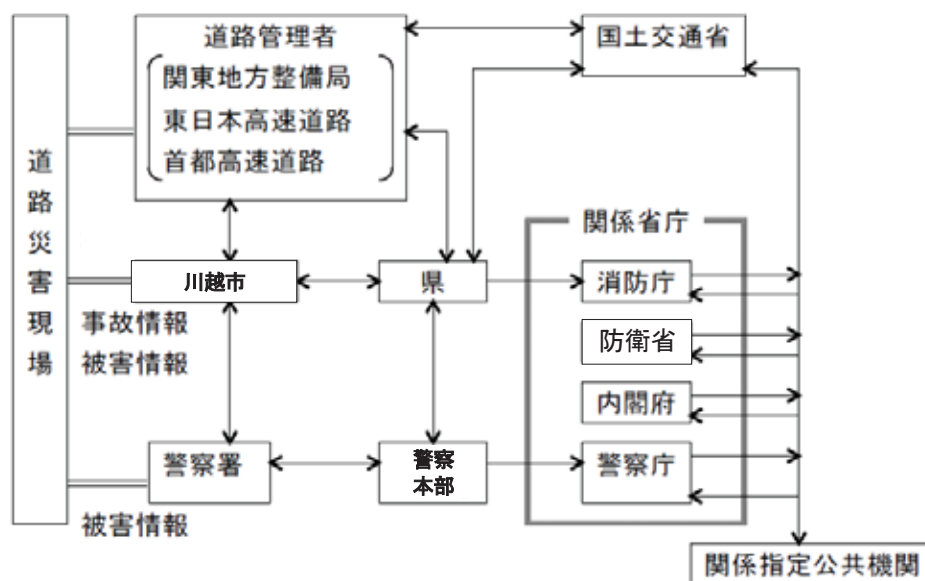 道路管理者
関東地方整備局
東日本高速道路
首都高速道路
国土交通省
道路災害現場
関係省庁
川越市
県
消防庁
事故情報
被害情報
防衛省
内閣府
警察署
警察
本部
警察庁
被害情報
関係指定公共機関